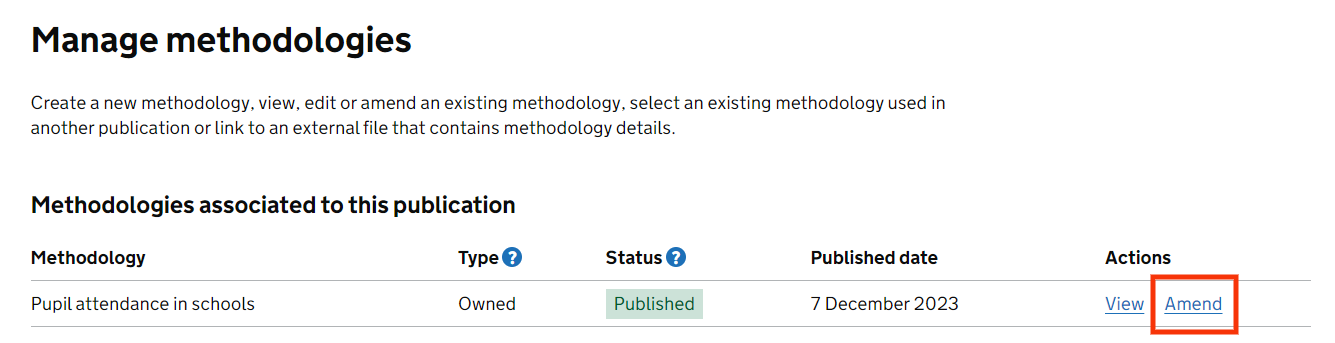 Manage methodologies
Create a new methodology, view, edit or amend an existing methodology, select an existing methodology used in
another publication or link to an external file that contains methodology details.
Methodologies associated to this publication
Methodology Type ? Status ? Published date Actions
Pupil attendance in schools Owned Published 7 December 2023 View Amend